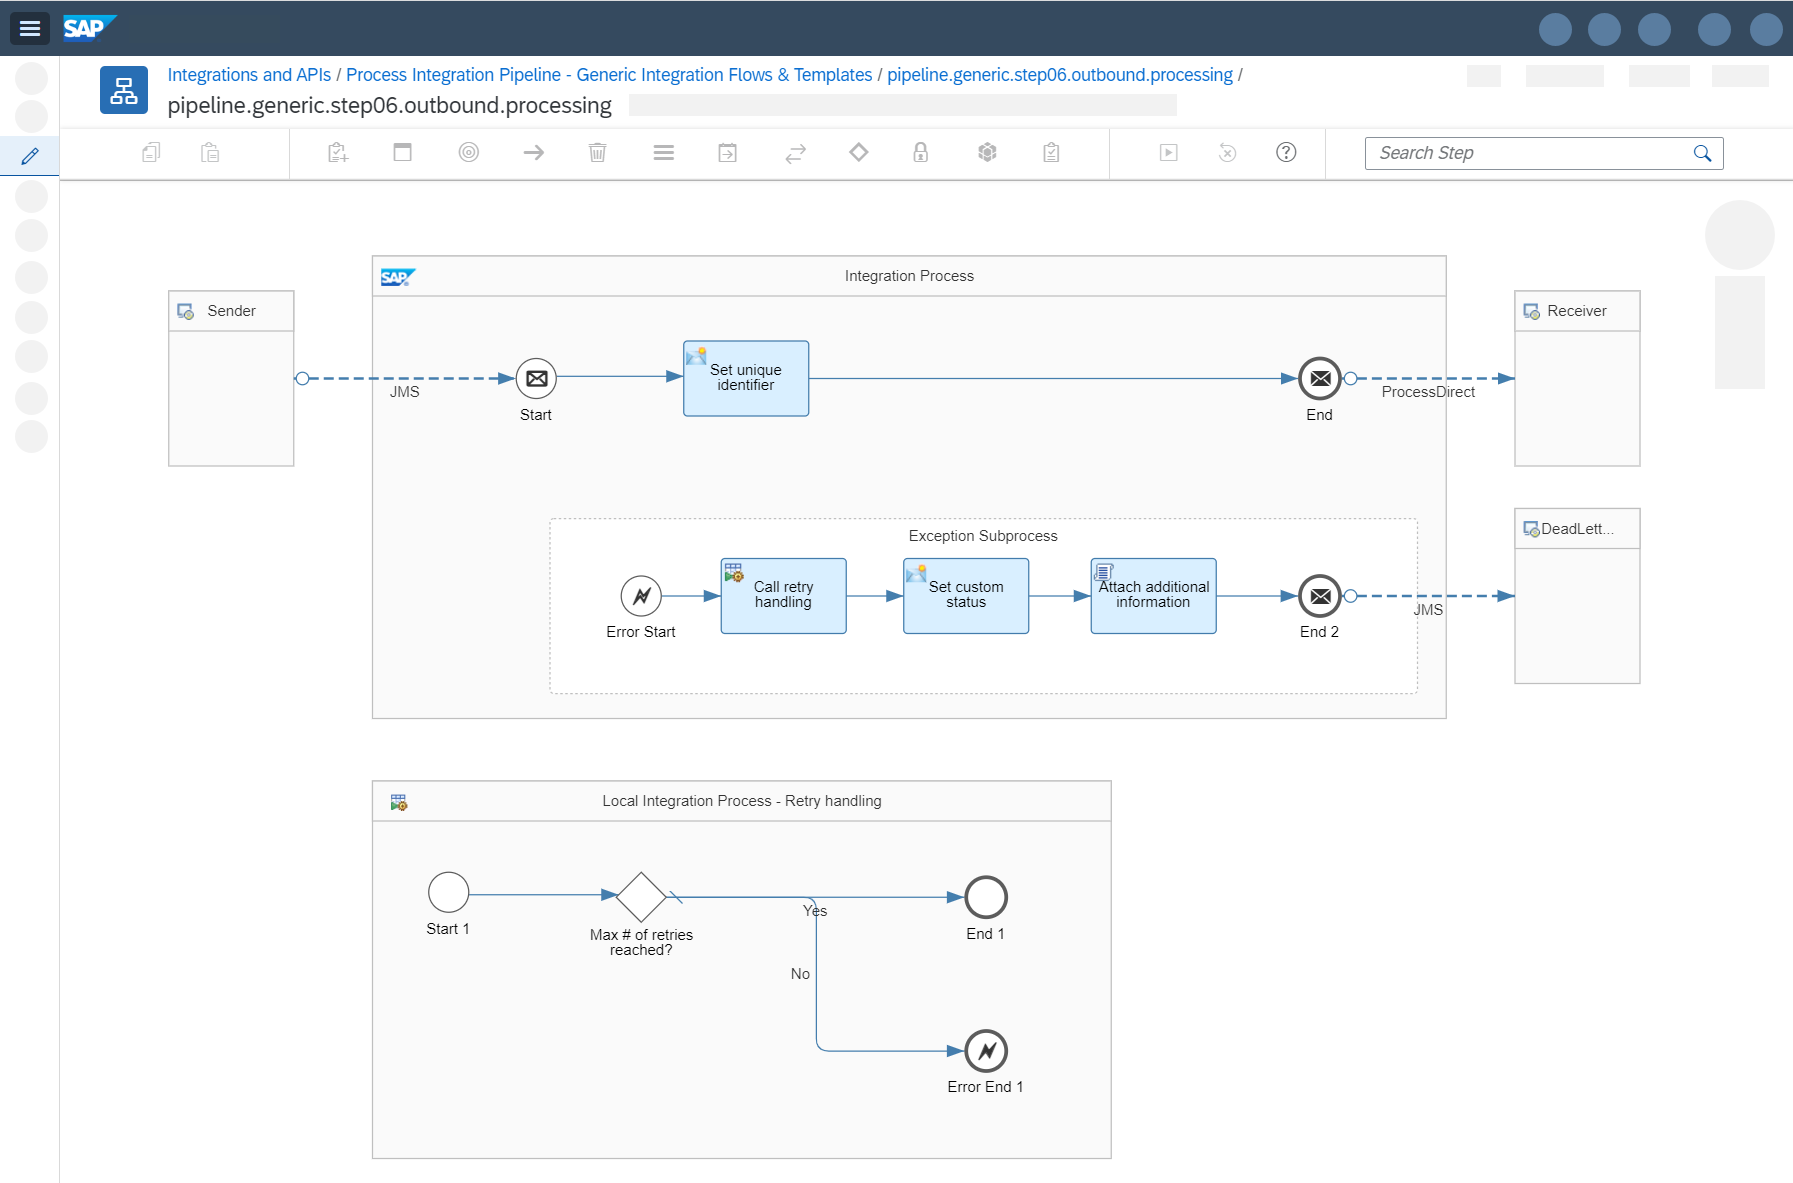 SAP
Integrations and APIs / Process Integration Pipeline - Generic Integration Flows & Templates / pipeline.generic.step06.outbound.processing /
pipeline.generic.step06.outbound.processing
Search Step
SAP
Integration Process
Sender
Receiver
Set unique
identifier
JMS
Start
End
ProcessDirect
Exception Subprocess
DeadLett...
Call retry
handling
Set custom
status
Attach additional
information
Error Start
End 2
JMS
Local Integration Process - Retry handling
Start 1
Max # of retries
reached?
Yes
End 1
No
Error End 1